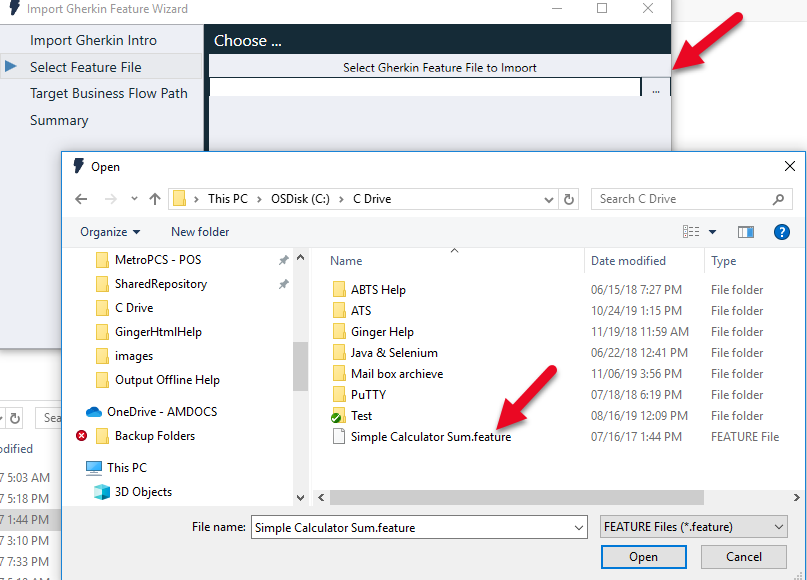 Import Gherkin Feature Wizard
Import Gherkin Intro
Select Feature File
Target Business Flow Path
Summary
Choose ...
Select Gherkin Feature File to Import
...
Open
This PC > OSDisk (C:) > C Drive
Search C Drive
Organize
New folder
?
MetroPCS - POS
SharedRepository
C Drive
GingerHtmlHelp
images
Output Offline Help
OneDrive - AMDOCS
Backup Folders
This PC
3D Objects
Name Date modified Type
ABTS Help 06/15/18 7:27 PM File folder
ATS 10/24/19 1:15 PM File folder
Ginger Help 11/19/18 11:59 AM File folder
Java & Selenium 06/22/18 12:41 PM File folder
Mail box archieve 11/06/19 3:56 PM File folder
PuTTY 07/18/18 6:19 PM File folder
Test 08/16/19 12:09 PM File folder
Simple Calculator Sum.feature 07/16/17 1:44 PM FEATURE File
Sea
odified
7 5:03 AM
7 5:18 PM
7 1:44 PM
7 3:10 PM
7 7:33 PM
File name: Simple Calculator Sum.feature
FEATURE Files (*.feature)
Open
Cancel